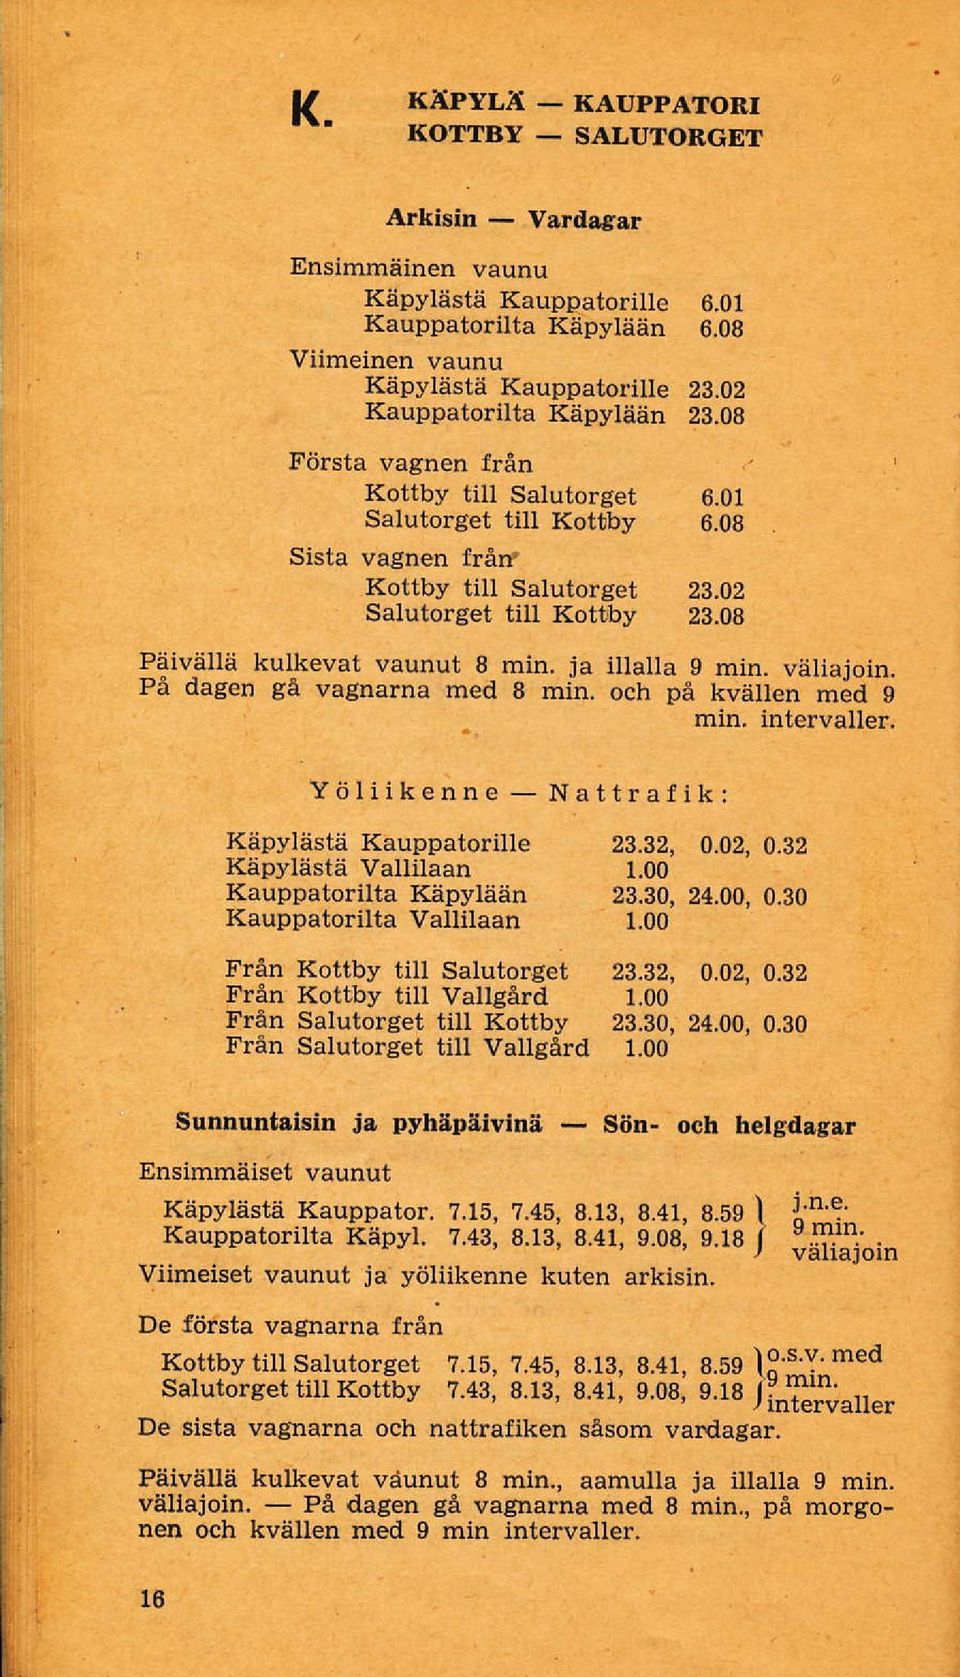 K.
KÄPYLÄ — KAUPPATORI
KOTTBY — SALUTORGET
Arkisin — Vardagar
Ensimmäinen vaunu
Käpylästä Kauppatorille 6.01
Kauppatorilta Käpylään 6.08
Viimeinen vaunu
Käpylästä Kauppatorille 23.02
Kauppatorilta Käpylään 23.08
Första vagnen från
Kottby till Salutorget 6.01
Salutorget till Kottby 6.08
Sista vagnen från
Kottby till Salutorget 23.02
Salutorget till Kottby 23.08
Päivällä kulkevat vaunut 8 min. ja illalla 9 min. väliajoin.
På dagen gå vagnarna med 8 min. och på kvällen med 9
min. intervaller.
Yöliikenne — Nattrafik:
Käpylästä Kauppatorille 23.32, 0.02, 0.32
Käpylästä Vallilaan 1.00
Kauppatorilta Käpylään 23.30, 24.00, 0.30
Kauppatorilta Vallilaan 1.00
Från Kottby till Salutorget 23.32, 0.02, 0.32
Från Kottby till Vallgård 1.00
Från Salutorget till Kottby 23.30, 24.00, 0.30
Från Salutorget till Vallgård 1.00
Sunnuntaisin ja pyhäpäivinä — Sön- och helgdagar
Ensimmäiset vaunut
Käpylästä Kauppator. 7.15, 7.45, 8.13, 8.41, 8.59 } j.n.e.
Kauppatorilta Käpyl. 7.43, 8.13, 8.41, 9.08, 9.18 } 9 min.
väliajoin
Viimeiset vaunut ja yöliikenne kuten arkisin.
De första vagnarna från
Kottby till Salutorget 7.15, 7.45, 8.13, 8.41, 8.59 } o.s.v. med
Salutorget till Kottby 7.43, 8.13, 8.41, 9.08, 9.18 } 9 min.
intervaller
De sista vagnarna och nattrafiken såsom vardagar.
Päivällä kulkevat vaunut 8 min., aamulla ja illalla 9 min.
väliajoin. — På dagen gå vagnarna med 8 min., på morgo-
nen och kvällen med 9 min intervaller.
16